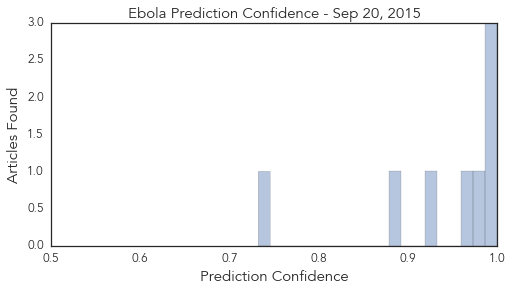 Ebola Prediction Confidence - Sep 20, 2015
3.0
2.5
2.0
1.5
1.0
0.5
0.0
Articles Found
0.5 0.6 0.7 0.8 0.9 1.0
Prediction Confidence